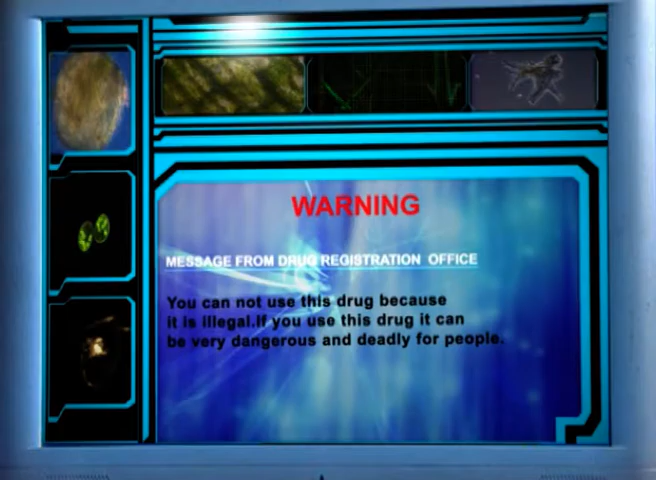 WARNING
MESSAGE FROM DRUG REGISTRATION OFFICE
You can not use this drug because
it is illegal.if you use this drug it can
be very dangerous and deadly for people.